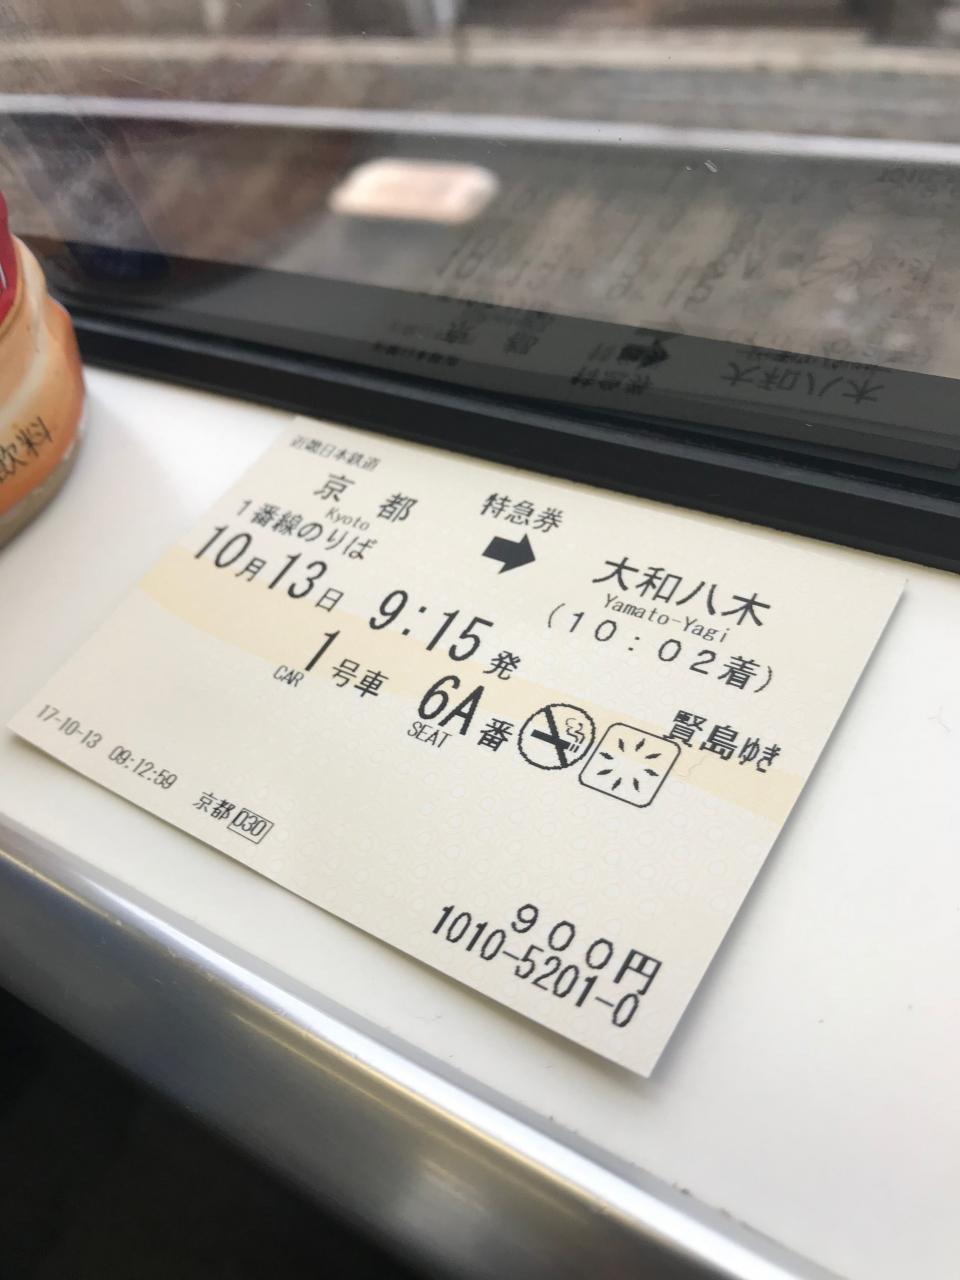 飲料
近畿日本鉄道
京都
特急券
大和八木
Kyoto
➡
Yamato-Yagi
1番線のりば
(10:02着)
10月13日 9:15発
1号車 6A番
CAR SEAT
賢島ゆき
17-10-13 09:12:59 京都 030
900円
1010-5201-0